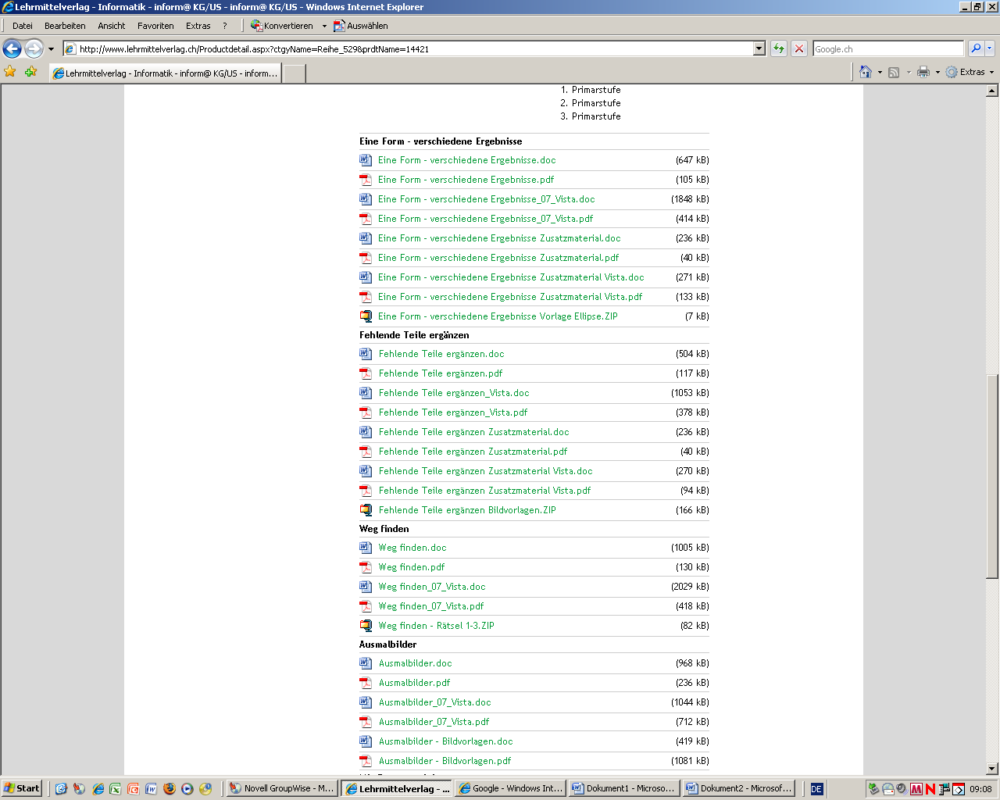 Lehrmittelverlag - Informatik - inform@ KG/US - inform@ KG/US - Windows Internet Explorer
Datei Bearbeiten Ansicht Favoriten Extras ? Konvertieren Auswählen
http://www.lehrmittelverlag.ch/Productdetail.aspx?ctgyName=Reihe_529&prdtName=14421 Google.ch
Lehrmittelverlag - Informatik - inform@ KG/US - inform... Extras
1. Primarstufe
2. Primarstufe
3. Primarstufe
Eine Form - verschiedene Ergebnisse
Eine Form - verschiedene Ergebnisse.doc (647 kB)
Eine Form - verschiedene Ergebnisse.pdf (105 kB)
Eine Form - verschiedene Ergebnisse_07_Vista.doc (1848 kB)
Eine Form - verschiedene Ergebnisse_07_Vista.pdf (414 kB)
Eine Form - verschiedene Ergebnisse Zusatzmaterial.doc (236 kB)
Eine Form - verschiedene Ergebnisse Zusatzmaterial.pdf (40 kB)
Eine Form - verschiedene Ergebnisse Zusatzmaterial Vista.doc (271 kB)
Eine Form - verschiedene Ergebnisse Zusatzmaterial Vista.pdf (133 kB)
Eine Form - verschiedene Ergebnisse Vorlage Ellipse.ZIP (7 kB)
Fehlende Teile ergänzen
Fehlende Teile ergänzen.doc (504 kB)
Fehlende Teile ergänzen.pdf (117 kB)
Fehlende Teile ergänzen_Vista.doc (1053 kB)
Fehlende Teile ergänzen_Vista.pdf (378 kB)
Fehlende Teile ergänzen Zusatzmaterial.doc (236 kB)
Fehlende Teile ergänzen Zusatzmaterial.pdf (40 kB)
Fehlende Teile ergänzen Zusatzmaterial Vista.doc (270 kB)
Fehlende Teile ergänzen Zusatzmaterial Vista.pdf (94 kB)
Fehlende Teile ergänzen Bildvorlagen.ZIP (166 kB)
Weg finden
Weg finden.doc (1005 kB)
Weg finden.pdf (130 kB)
Weg finden_07_Vista.doc (2029 kB)
Weg finden_07_Vista.pdf (418 kB)
Weg finden - Rätsel 1-3.ZIP (82 kB)
Ausmalbilder
Ausmalbilder.doc (968 kB)
Ausmalbilder.pdf (236 kB)
Ausmalbilder_07_Vista.doc (1044 kB)
Ausmalbilder_07_Vista.pdf (712 kB)
Ausmalbilder - Bildvorlagen.doc (419 kB)
Ausmalbilder - Bildvorlagen.pdf (1081 kB)
Start Novell GroupWise - M... Lehrmittelverlag - ... Google - Windows Int... Dokument1 - Microso... Dokument2 - Microsof... DE 09:08